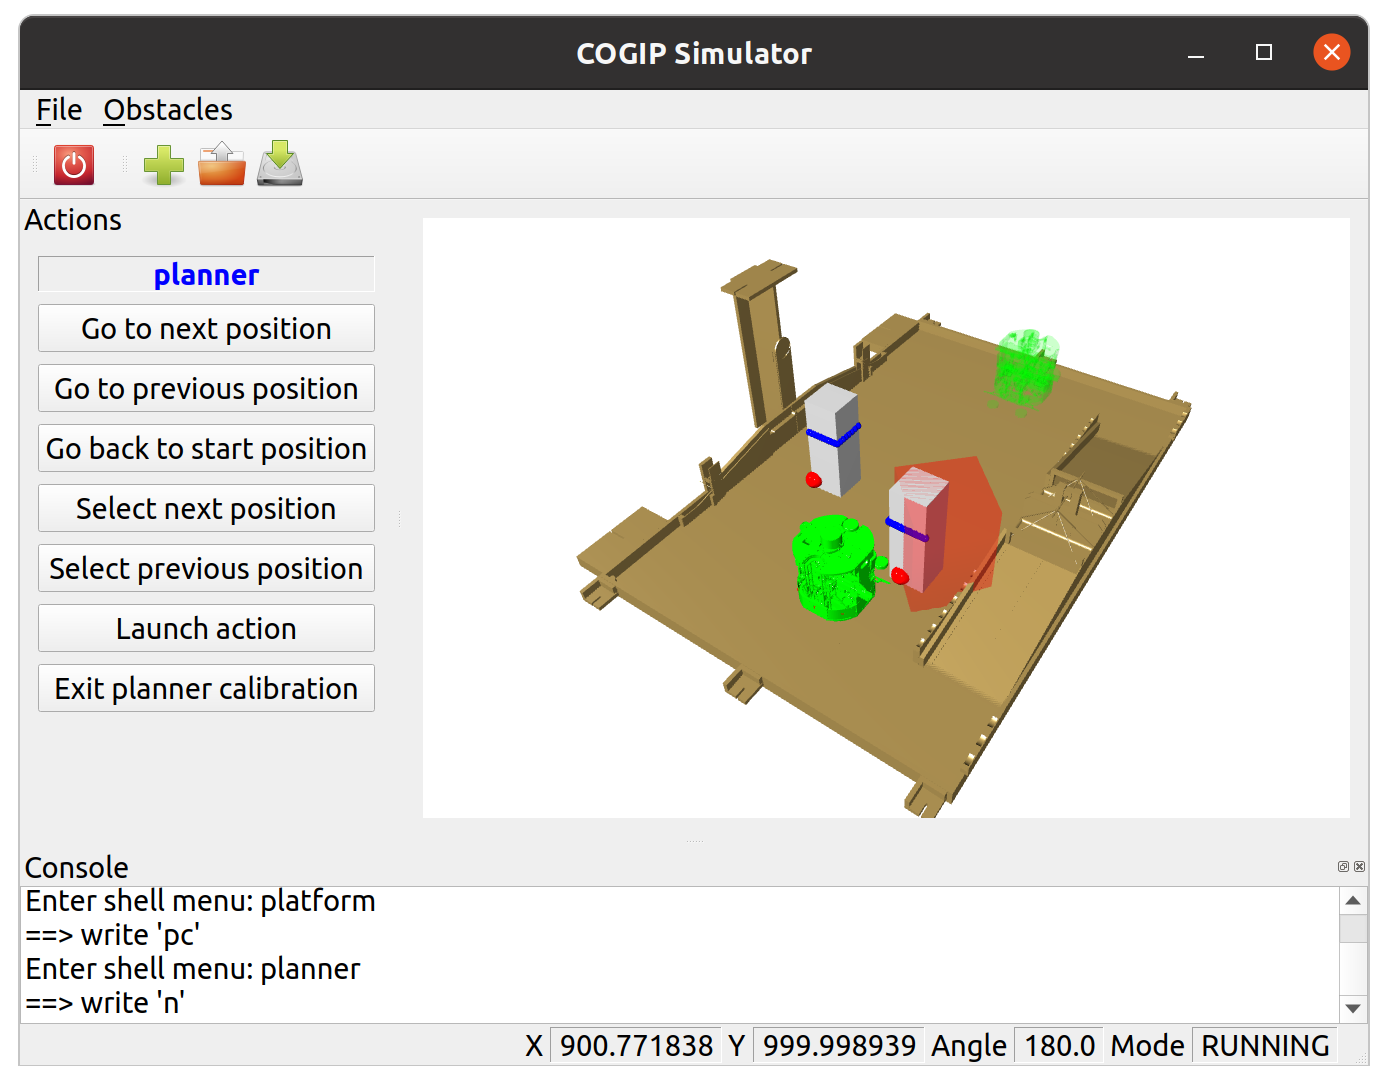 COGIP Simulator
File Obstacles
Actions
planner
Go to next position
Go to previous position
Go back to start position
Select next position
Select previous position
Launch action
Exit planner calibration
Console
Enter shell menu: platform
==> write 'pc'
Enter shell menu: planner
==> write 'n'
X 900.771838 Y 999.998939 Angle 180.0 Mode RUNNING